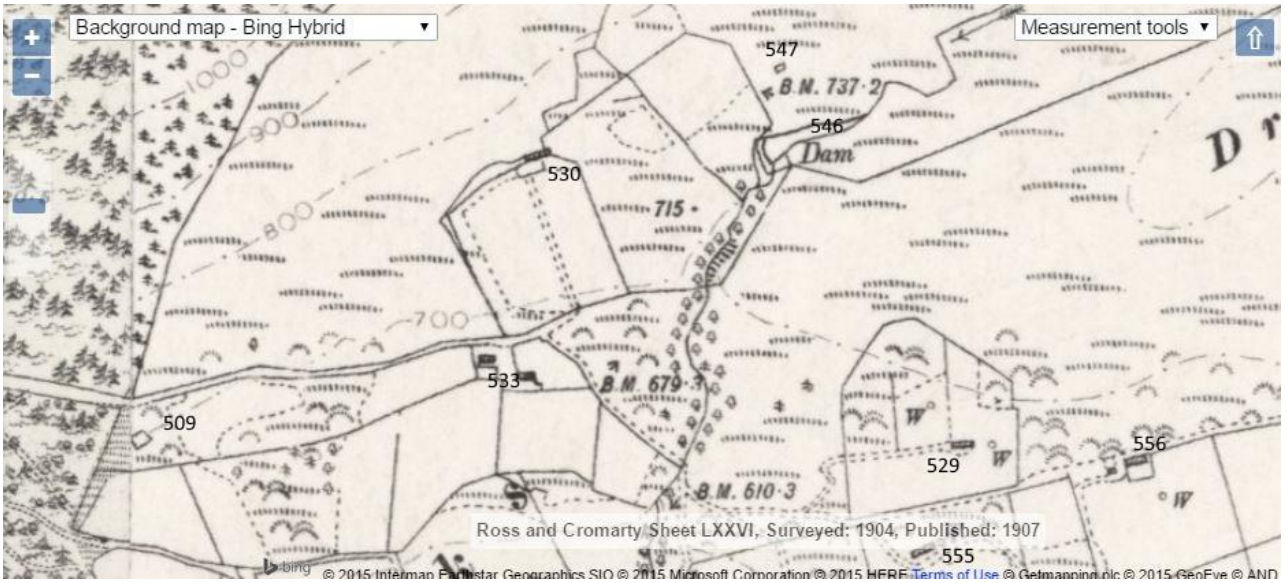 Background map - Bing Hybrid
Measurement tools
+
-
547
1000
B.M. 737·2
900
546
Dam
Dr
530
800
715
700
533
B.M. 679·3
509
W
556
529
W
W
S
B.M. 610·3
Ross and Cromarty Sheet LXXVI, Surveyed: 1904, Published: 1907
555
bing
© 2015 Intermap Earthstar Geographics SIO © 2015 Microsoft Corporation © 2015 HERE Terms of Use © Getmapping plc © 2015 GeoEye © AND